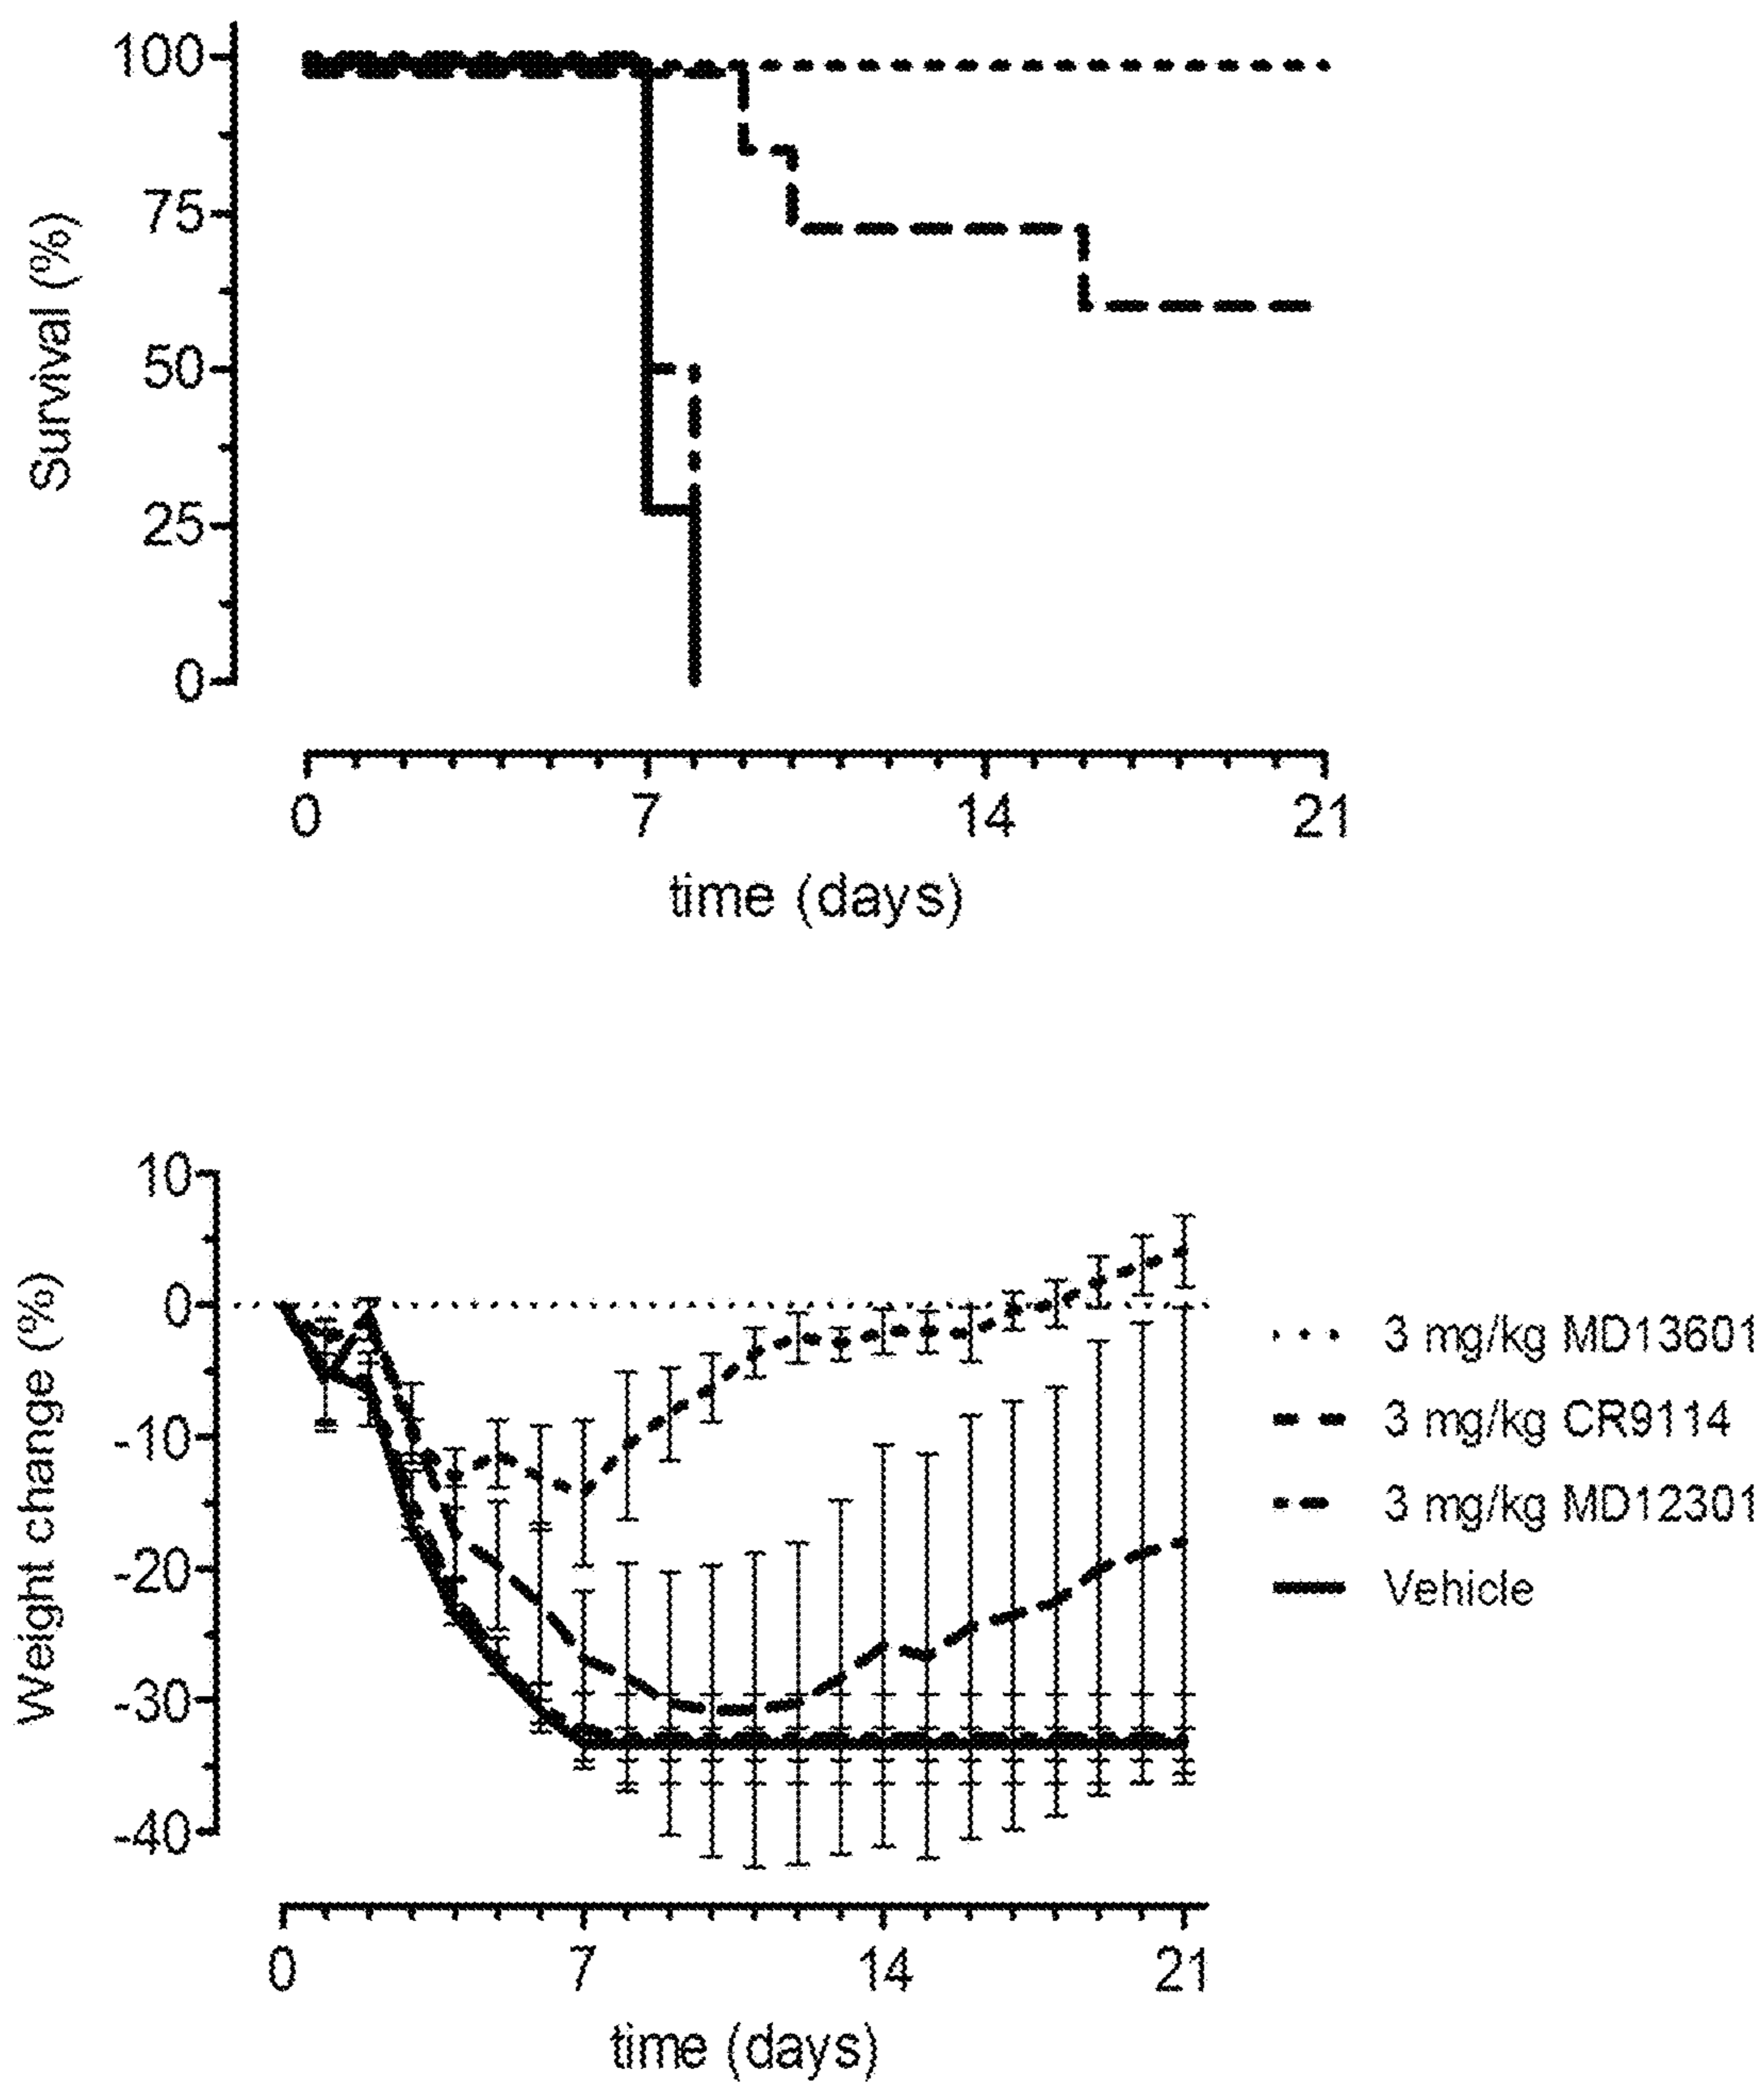 100
75
50
25
0
Survival (%)
0 7 14 21
time (days)
10
0
-10
-20
-30
-40
Weight change (%)
0 7 14 21
time (days)
3 mg/kg MD13601
3 mg/kg CR9114
3 mg/kg MD12301
Vehicle